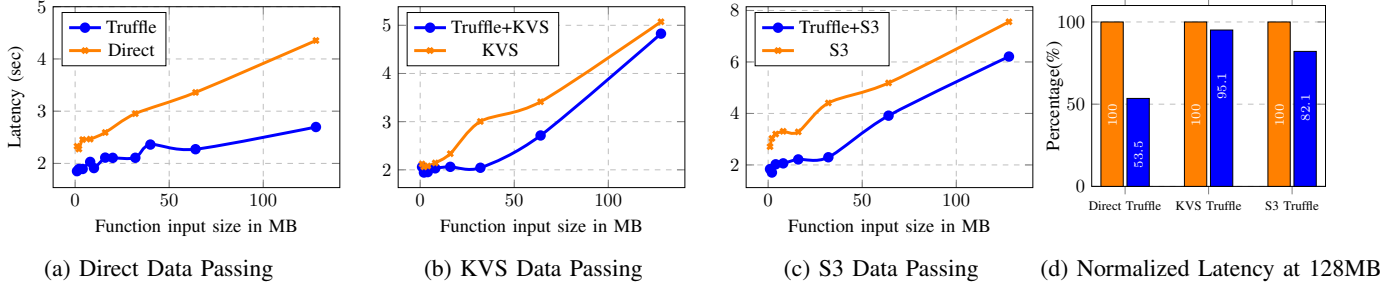 5
4
3
2
Latency (sec)
Truffle
Direct
0
50
100
Function input size in MB
(a) Direct Data Passing
5
4
3
2
Truffle+KVS
KVS
0
50
100
Function input size in MB
(b) KVS Data Passing
8
6
4
2
Truffle+S3
S3
0
50
100
Function input size in MB
(c) S3 Data Passing
100
50
0
Percentage(%)
100
53.5
100
95.1
100
82.1
Direct Truffle
KVS Truffle
S3 Truffle
(d) Normalized Latency at 128MB